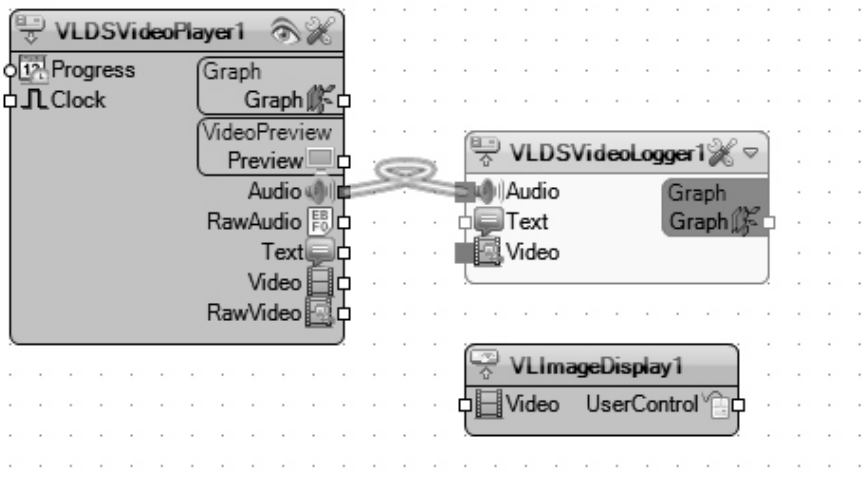 VLDSVideoPlayer1
Progress
Clock
Graph
Graph
VideoPreview
Preview
Audio
RawAudio
Text
Video
RawVideo
VLDSVideoLogger1
Audio
Text
Video
Graph
Graph
VLImageDisplay1
Video UserControl